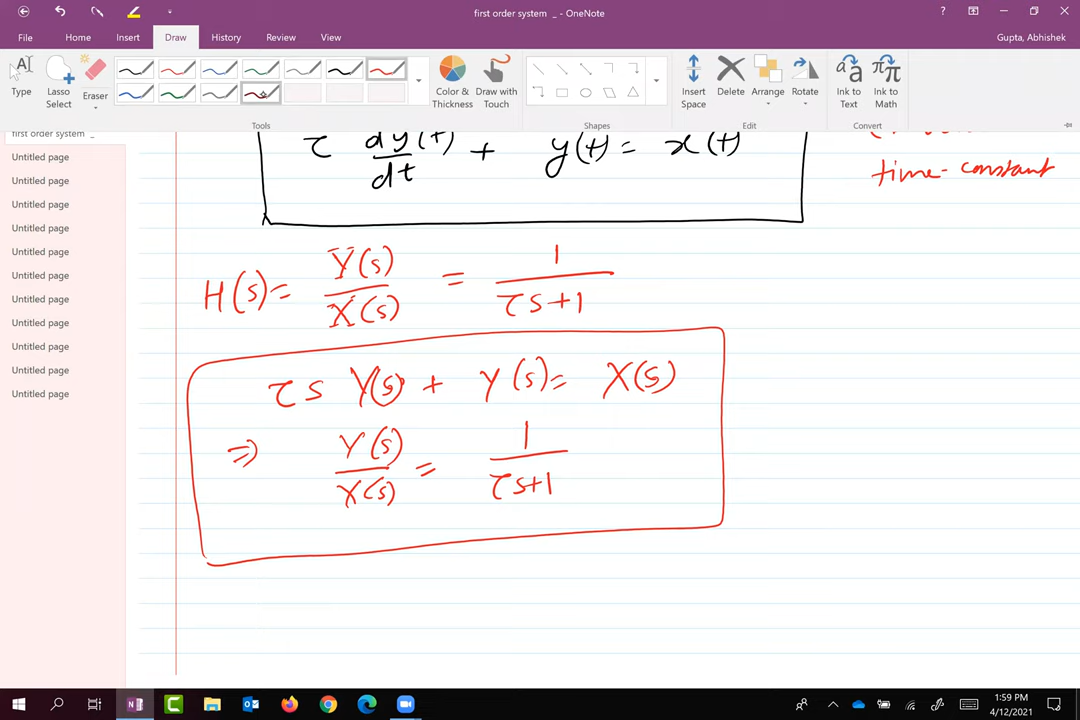 first order system _ - OneNote
?
File Home Insert Draw History Review View
Gupta, Abhishek
Type
Lasso Select
Eraser
Color & Thickness
Draw with Touch
Insert Space
Delete
Arrange
Rotate
Ink to Text
Ink to Math
Tools
Shapes
Edit
Convert
first order system _
Untitled page
Untitled page
Untitled page
Untitled page
Untitled page
Untitled page
Untitled page
Untitled page
Untitled page
Untitled page
Untitled page
τ dy(t)/dt + y(t) = x(t)
time-constant
H(s) = Y(s)/X(s) = 1/(τs+1)
τs Y(s) + Y(s) = X(s)
⇒ Y(s)/X(s) = 1/(τs+1)
1:59 PM
4/12/2021